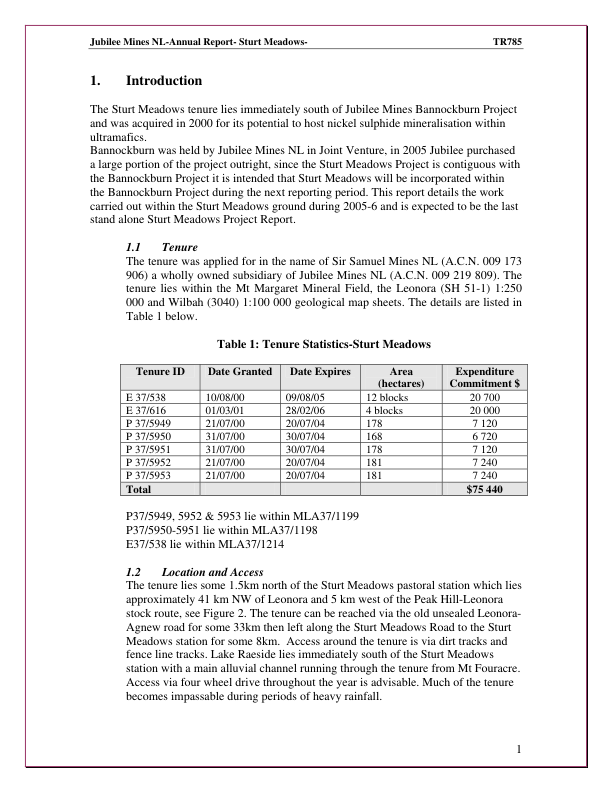 Jubilee Mines NL-Annual Report- Sturt Meadows- TR785
1. Introduction
The Sturt Meadows tenure lies immediately south of Jubilee Mines Bannockburn Project
and was acquired in 2000 for its potential to host nickel sulphide mineralisation within
ultramafics.
Bannockburn was held by Jubilee Mines NL in Joint Venture, in 2005 Jubilee purchased
a large portion of the project outright, since the Sturt Meadows Project is contiguous with
the Bannockburn Project it is intended that Sturt Meadows will be incorporated within
the Bannockburn Project during the next reporting period. This report details the work
carried out within the Sturt Meadows ground during 2005-6 and is expected to be the last
stand alone Sturt Meadows Project Report.
1.1 Tenure
The tenure was applied for in the name of Sir Samuel Mines NL (A.C.N. 009 173
906) a wholly owned subsidiary of Jubilee Mines NL (A.C.N. 009 219 809). The
tenure lies within the Mt Margaret Mineral Field, the Leonora (SH 51-1) 1:250
000 and Wilbah (3040) 1:100 000 geological map sheets. The details are listed in
Table 1 below.
Table 1: Tenure Statistics-Sturt Meadows
Tenure ID Date Granted Date Expires Area Expenditure
(hectares) Commitment $
E 37/538 10/08/00 09/08/05 12 blocks 20 700
E 37/616 01/03/01 28/02/06 4 blocks 20 000
P 37/5949 21/07/00 20/07/04 178 7 120
P 37/5950 31/07/00 30/07/04 168 6 720
P 37/5951 31/07/00 30/07/04 178 7 120
P 37/5952 21/07/00 20/07/04 181 7 240
P 37/5953 21/07/00 20/07/04 181 7 240
Total $75 440
P37/5949, 5952 & 5953 lie within MLA37/1199
P37/5950-5951 lie within MLA37/1198
E37/538 lie within MLA37/1214
1.2 Location and Access
The tenure lies some 1.5km north of the Sturt Meadows pastoral station which lies
approximately 41 km NW of Leonora and 5 km west of the Peak Hill-Leonora
stock route, see Figure 2. The tenure can be reached via the old unsealed Leonora-
Agnew road for some 33km then left along the Sturt Meadows Road to the Sturt
Meadows station for some 8km.  Access around the tenure is via dirt tracks and
fence line tracks. Lake Raeside lies immediately south of the Sturt Meadows
station with a main alluvial channel running through the tenure from Mt Fouracre.
Access via four wheel drive throughout the year is advisable. Much of the tenure
becomes impassable during periods of heavy rainfall.
1